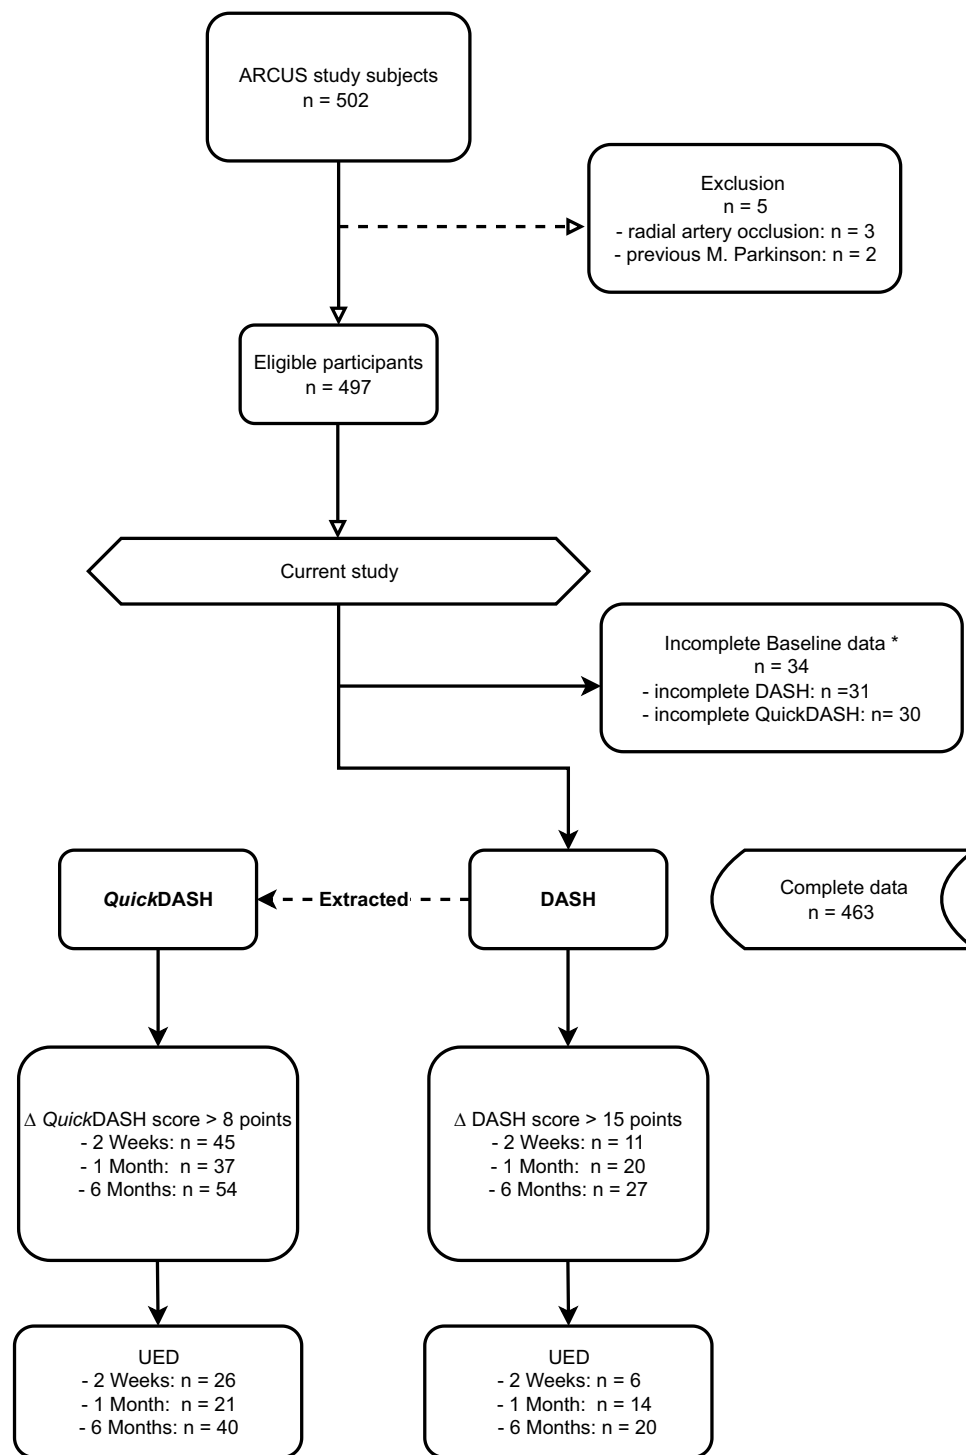 ARCUS study subjects
n = 502
Exclusion
n = 5
- radial artery occlusion: n = 3
- previous M. Parkinson: n = 2
Eligible participants
n = 497
Current study
Incomplete Baseline data *
n = 34
- incomplete DASH: n =31
- incomplete QuickDASH: n= 30
QuickDASH
Extracted
DASH
Complete data
n = 463
Δ QuickDASH score > 8 points
- 2 Weeks: n = 45
- 1 Month: n = 37
- 6 Months: n = 54
Δ DASH score > 15 points
- 2 Weeks: n = 11
- 1 Month: n = 20
- 6 Months: n = 27
UED
- 2 Weeks: n = 26
- 1 Month: n = 21
- 6 Months: n = 40
UED
- 2 Weeks: n = 6
- 1 Month: n = 14
- 6 Months: n = 20